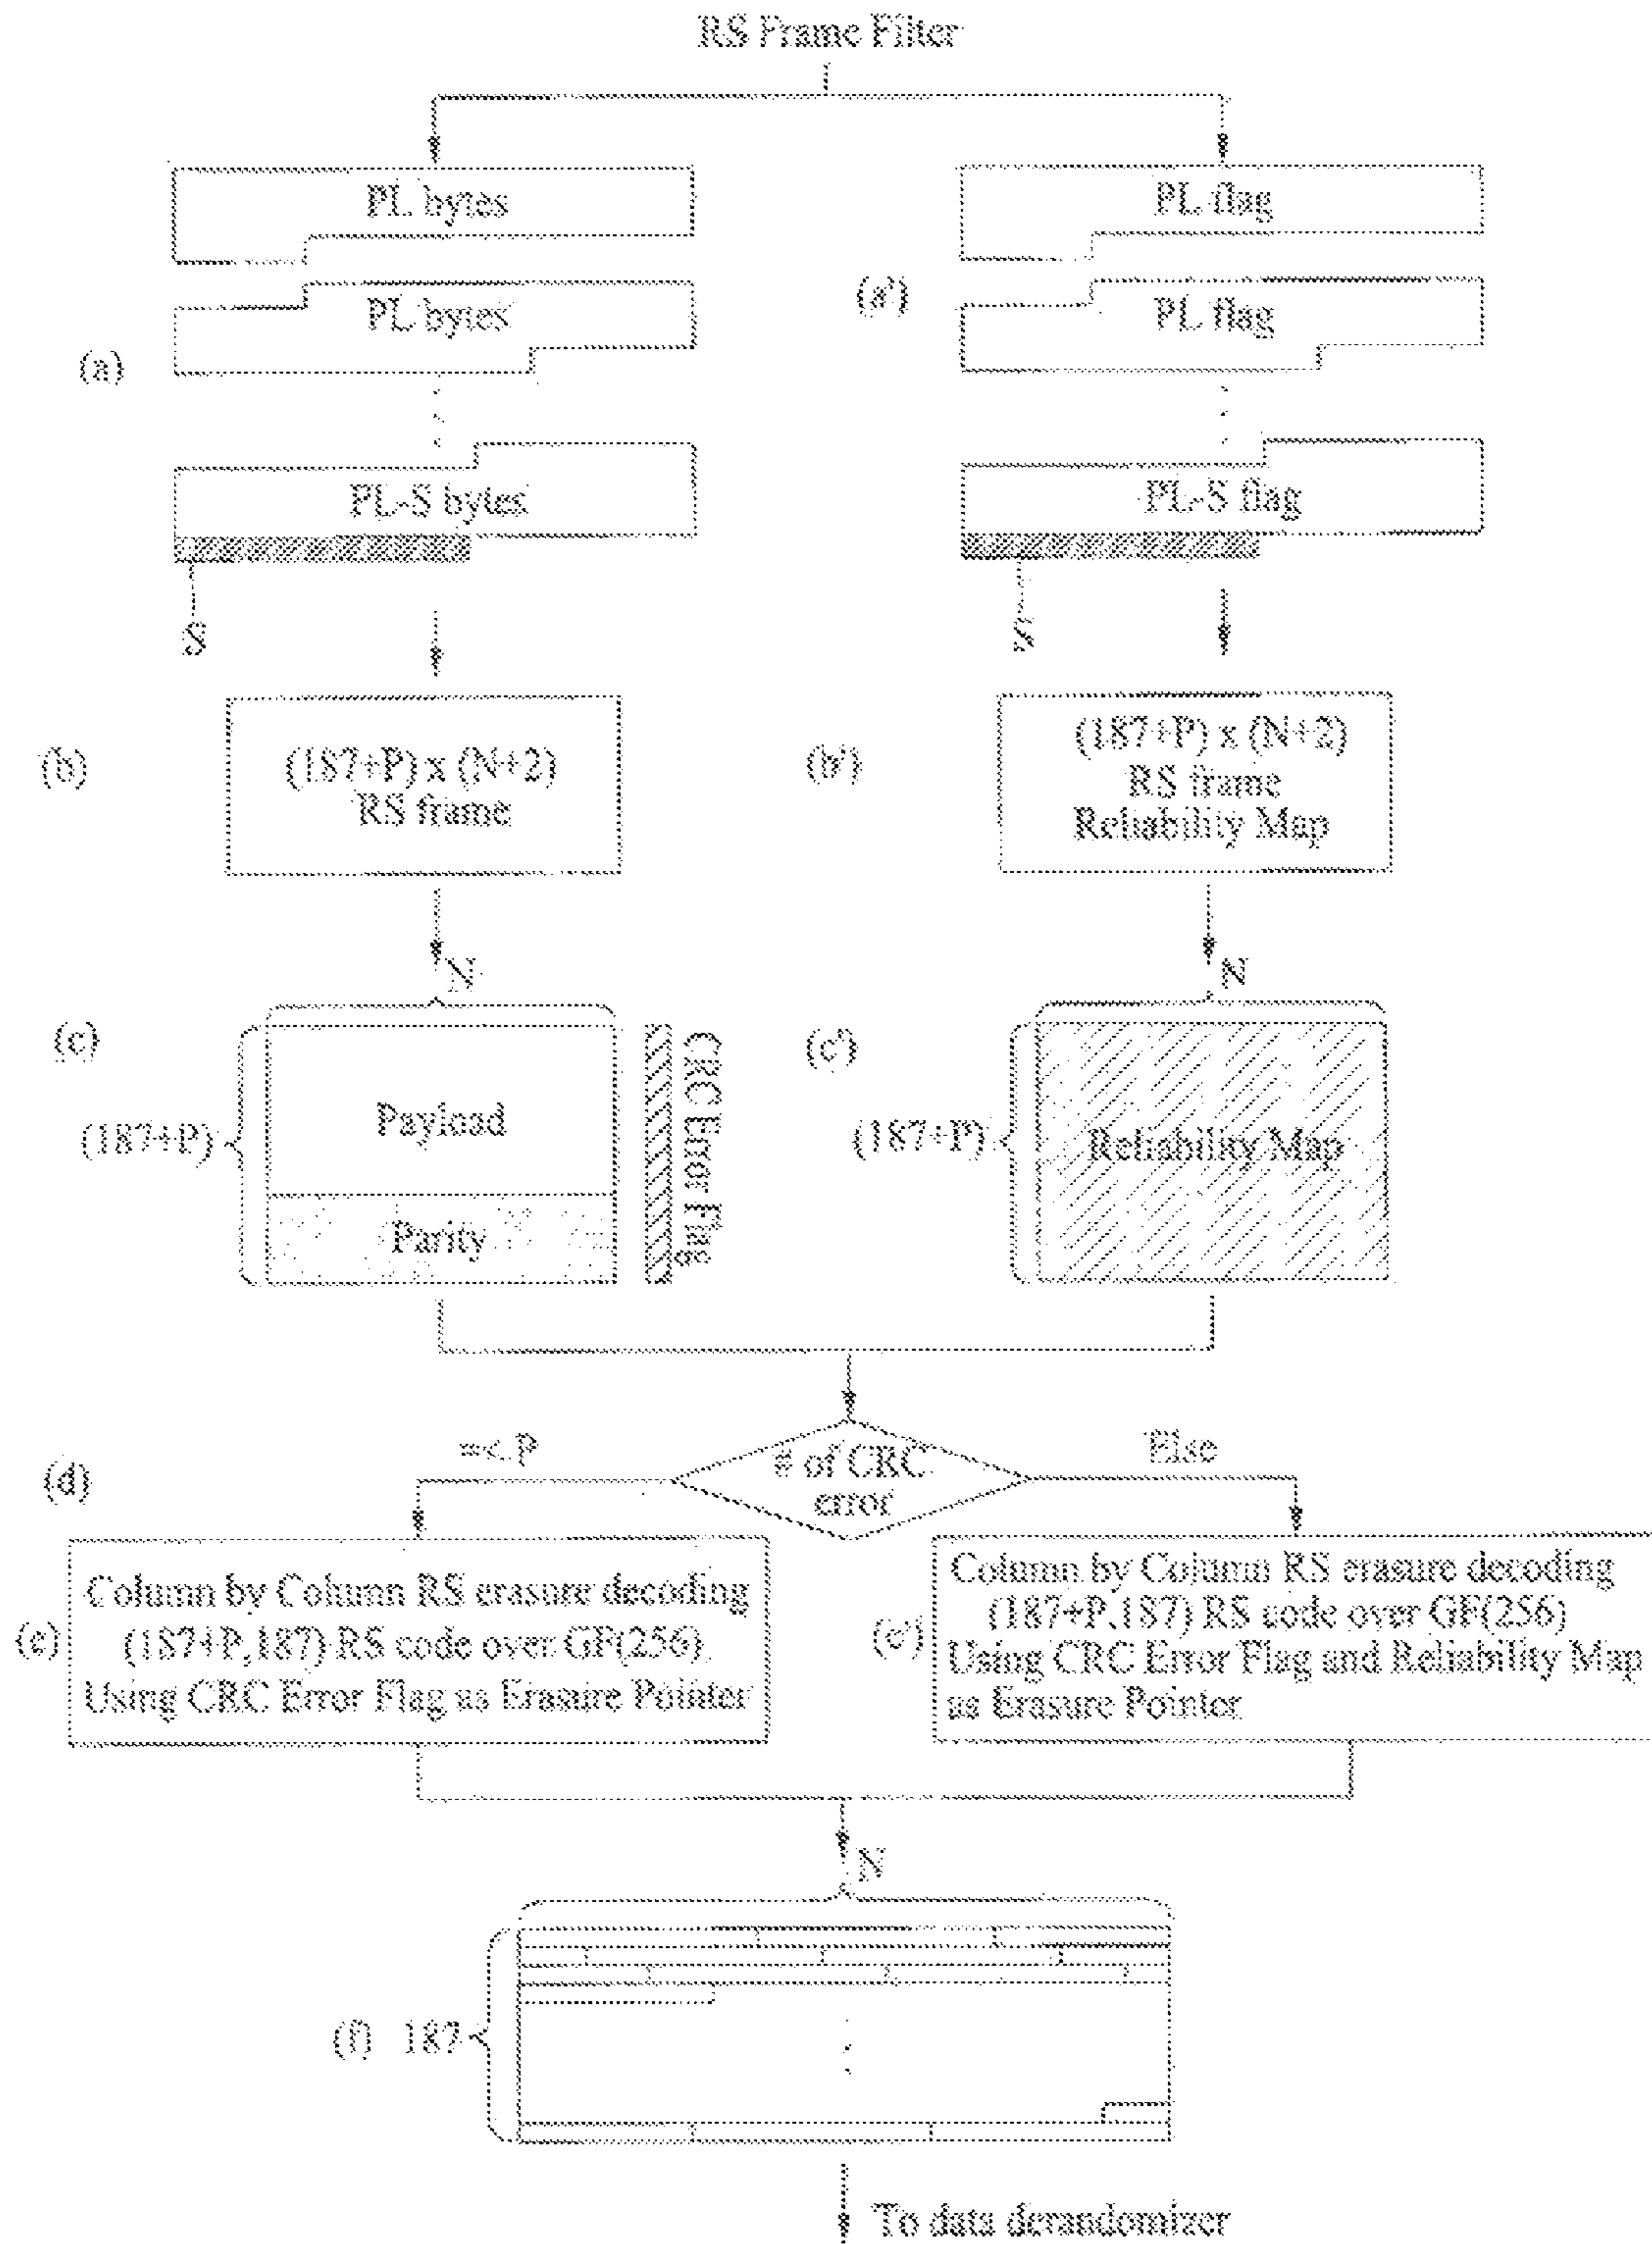 RS Frame Filter
PL bytes
PL flag
(a')
PL bytes
PL flag
(a)
PL-S bytes
PL-S flag
S
S
(b)
(187+P) x (N+2)
RS frame
(b')
(187+P) x (N+2)
RS frame
Reliability Map
N
N
(c)
(187+P)
Payload
Parity
CRC Error Flag
(c')
(187+P)
Reliability Map
(d)
=< P
# of CRC
error
Else
(e)
Column by Column RS erasure decoding
(187+P,187) RS code over GF(256)
Using CRC Error Flag as Erasure Pointer
(e')
Column by Column RS erasure decoding
(187+P,187) RS code over GF(256)
Using CRC Error Flag and Reliability Map
as Erasure Pointer
N
(f) 187
To data derandomizer